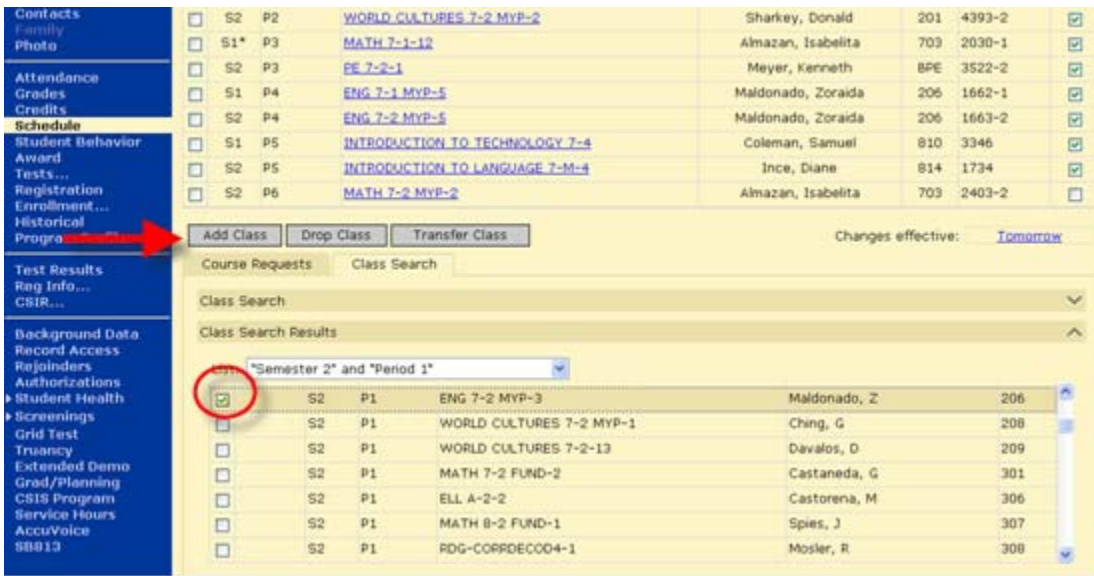 Contacts
Family
Photo
Attendance
Grades
Credits
Schedule
Student Behavior
Award
Tests...
Registration
Enrollment...
Historical
Progra
Test Results
Reg Info...
CSIR...
Background Data
Record Access
Rejoinders
Authorizations
Student Health
Screenings
Grid Test
Truancy
Extended Demo
Grad/Planning
CSIS Program
Service Hours
AccuVoice
SB813
S2 P2 WORLD CULTURES 7-2 MYP-2 Sharkey, Donald 201 4393-2
S1* P3 MATH 7-1-12 Almazan, Isabelita 703 2030-1
S2 P3 PE 7-2-1 Meyer, Kenneth BPE 3522-2
S1 P4 ENG 7-1 MYP-5 Maldonado, Zoraida 206 1662-1
S2 P4 ENG 7-2 MYP-5 Maldonado, Zoraida 206 1663-2
S1 P5 INTRODUCTION TO TECHNOLOGY 7-4 Coleman, Samuel 810 3346
S2 P5 INTRODUCTION TO LANGUAGE 7-M-4 Ince, Diane 814 1734
S2 P6 MATH 7-2 MYP-2 Almazan, Isabelita 703 2403-2
Add Class Drop Class Transfer Class Changes effective: Tomorrow
Course Requests Class Search
Class Search
Class Search Results
List: "Semester 2" and "Period 1"
S2 P1 ENG 7-2 MYP-3 Maldonado, Z 206
S2 P1 WORLD CULTURES 7-2 MYP-1 Ching, G 208
S2 P1 WORLD CULTURES 7-2-13 Davalos, D 209
S2 P1 MATH 7-2 FUND-2 Castaneda, G 301
S2 P1 ELL A-2-2 Castorena, M 306
S2 P1 MATH 8-2 FUND-1 Spies, J 307
S2 P1 RDG-CORRDECOD4-1 Mosler, R 308